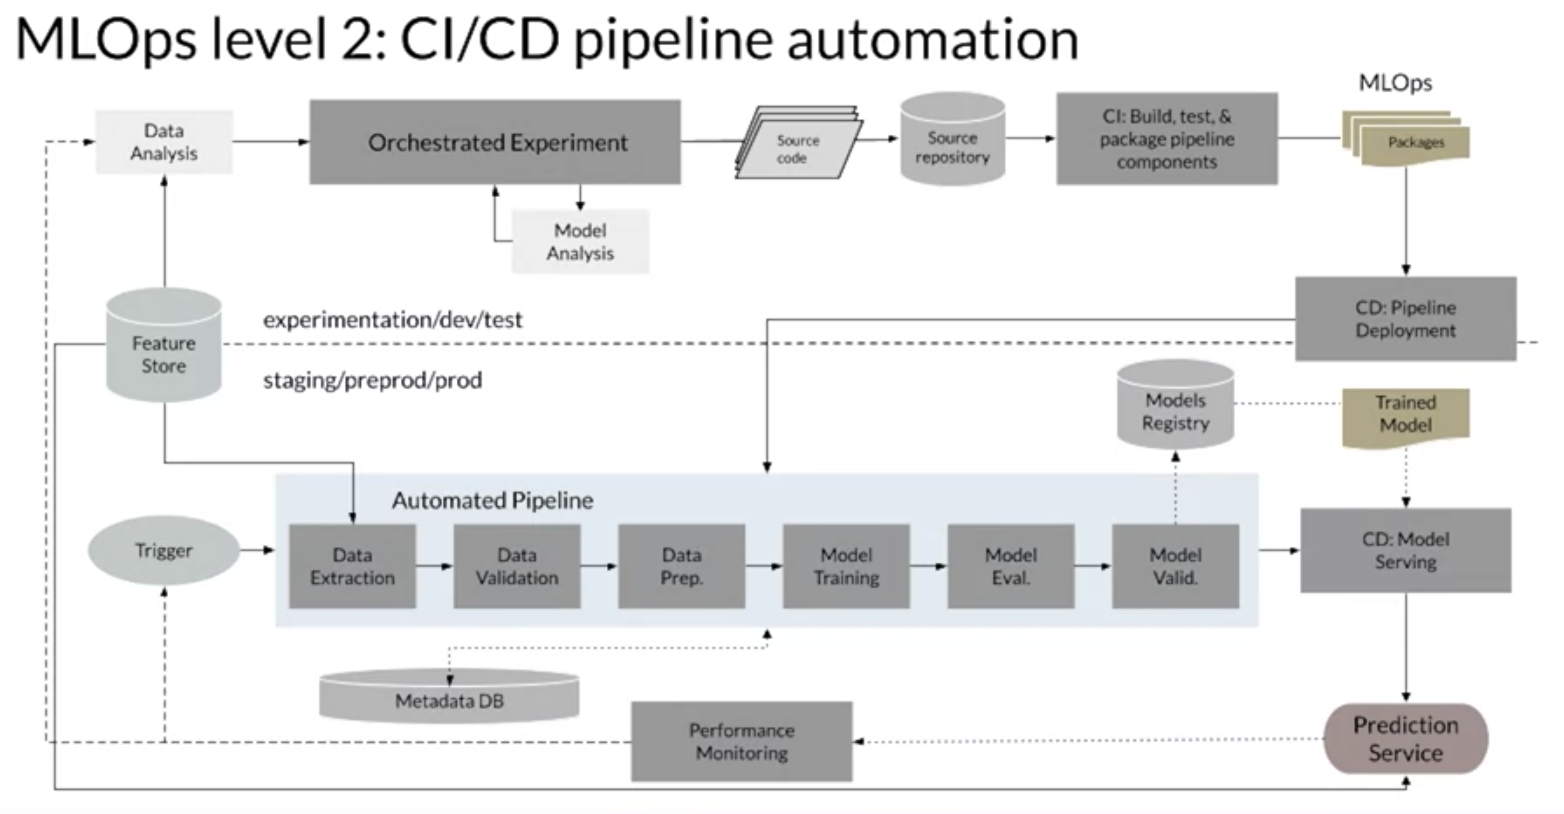 MLOps level 2: CI/CD pipeline automation
MLOps
Data
Analysis
Orchestrated Experiment
Source
code
Source
repository
CI: Build, test, &
package pipeline
components
Packages
Model
Analysis
Feature
Store
experimentation/dev/test
staging/preprod/prod
CD: Pipeline
Deployment
Models
Registry
Trained
Model
Automated Pipeline
Trigger
Data
Extraction
Data
Validation
Data
Prep.
Model
Training
Model
Eval.
Model
Valid.
CD: Model
Serving
Metadata DB
Performance
Monitoring
Prediction
Service